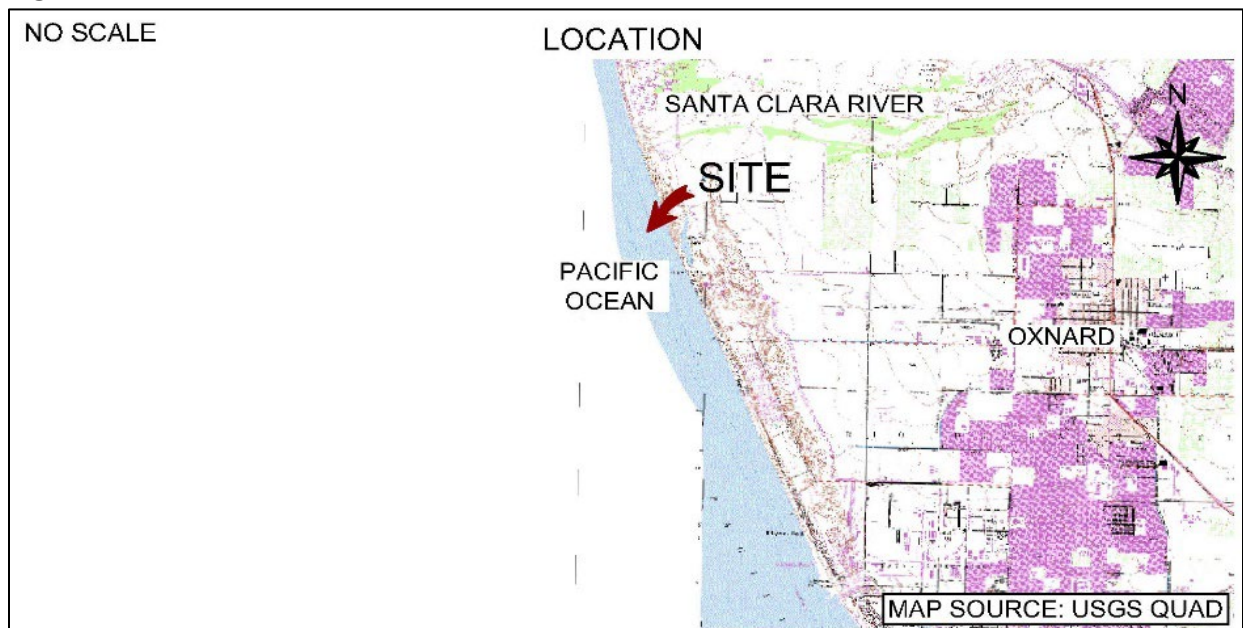 NO SCALE
LOCATION
SANTA CLARA RIVER
N
SITE
PACIFIC
OCEAN
OXNARD
MAP SOURCE: USGS QUAD